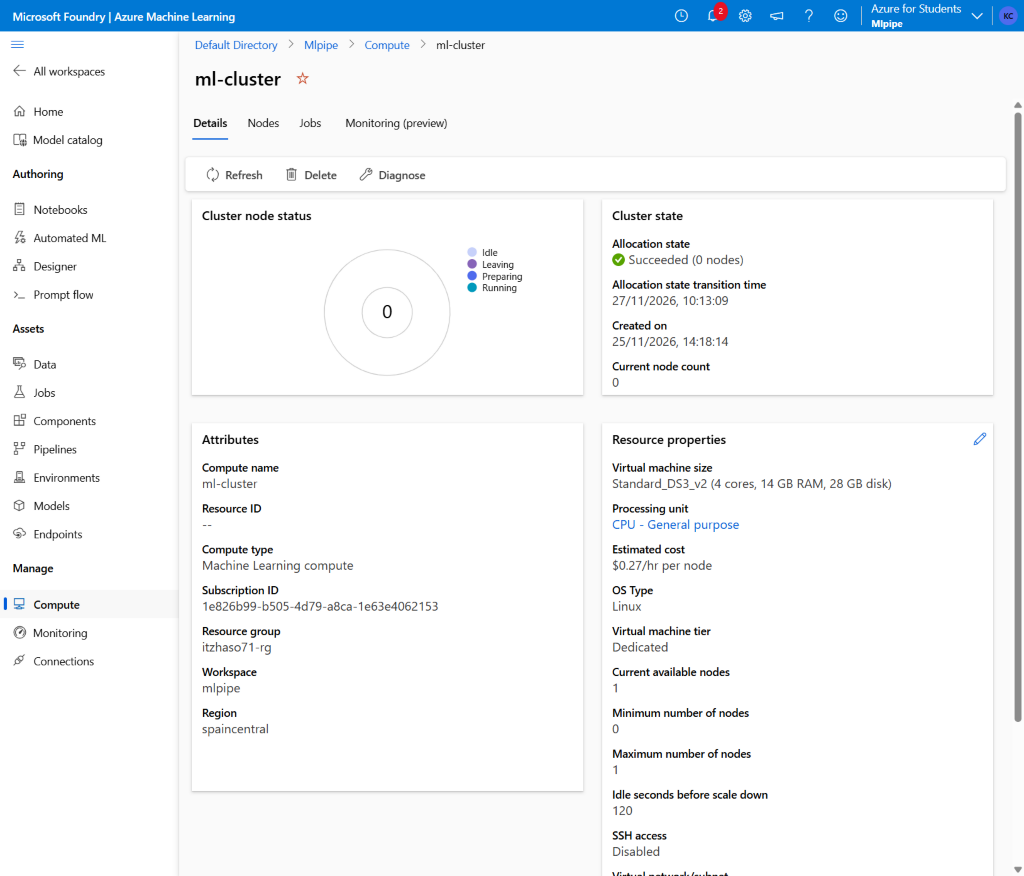 Microsoft Foundry | Azure Machine Learning
2
Azure for Students
Mlpipe
KC
All workspaces
Home
Model catalog
Authoring
Notebooks
Automated ML
Designer
Prompt flow
Assets
Data
Jobs
Components
Pipelines
Environments
Models
Endpoints
Manage
Compute
Monitoring
Connections
Default Directory > Mlpipe > Compute > ml-cluster
ml-cluster
Details Nodes Jobs Monitoring (preview)
Refresh Delete Diagnose
Cluster node status
0
Idle
Leaving
Preparing
Running
Cluster state
Allocation state
Succeeded (0 nodes)
Allocation state transition time
27/11/2026, 10:13:09
Created on
25/11/2026, 14:18:14
Current node count
0
Attributes
Compute name
ml-cluster
Resource ID
--
Compute type
Machine Learning compute
Subscription ID
1e826b99-b505-4d79-a8ca-1e63e4062153
Resource group
itzhaso71-rg
Workspace
mlpipe
Region
spaincentral
Resource properties
Virtual machine size
Standard_DS3_v2 (4 cores, 14 GB RAM, 28 GB disk)
Processing unit
CPU - General purpose
Estimated cost
$0.27/hr per node
OS Type
Linux
Virtual machine tier
Dedicated
Current available nodes
1
Minimum number of nodes
0
Maximum number of nodes
1
Idle seconds before scale down
120
SSH access
Disabled
Virtual network/subnet